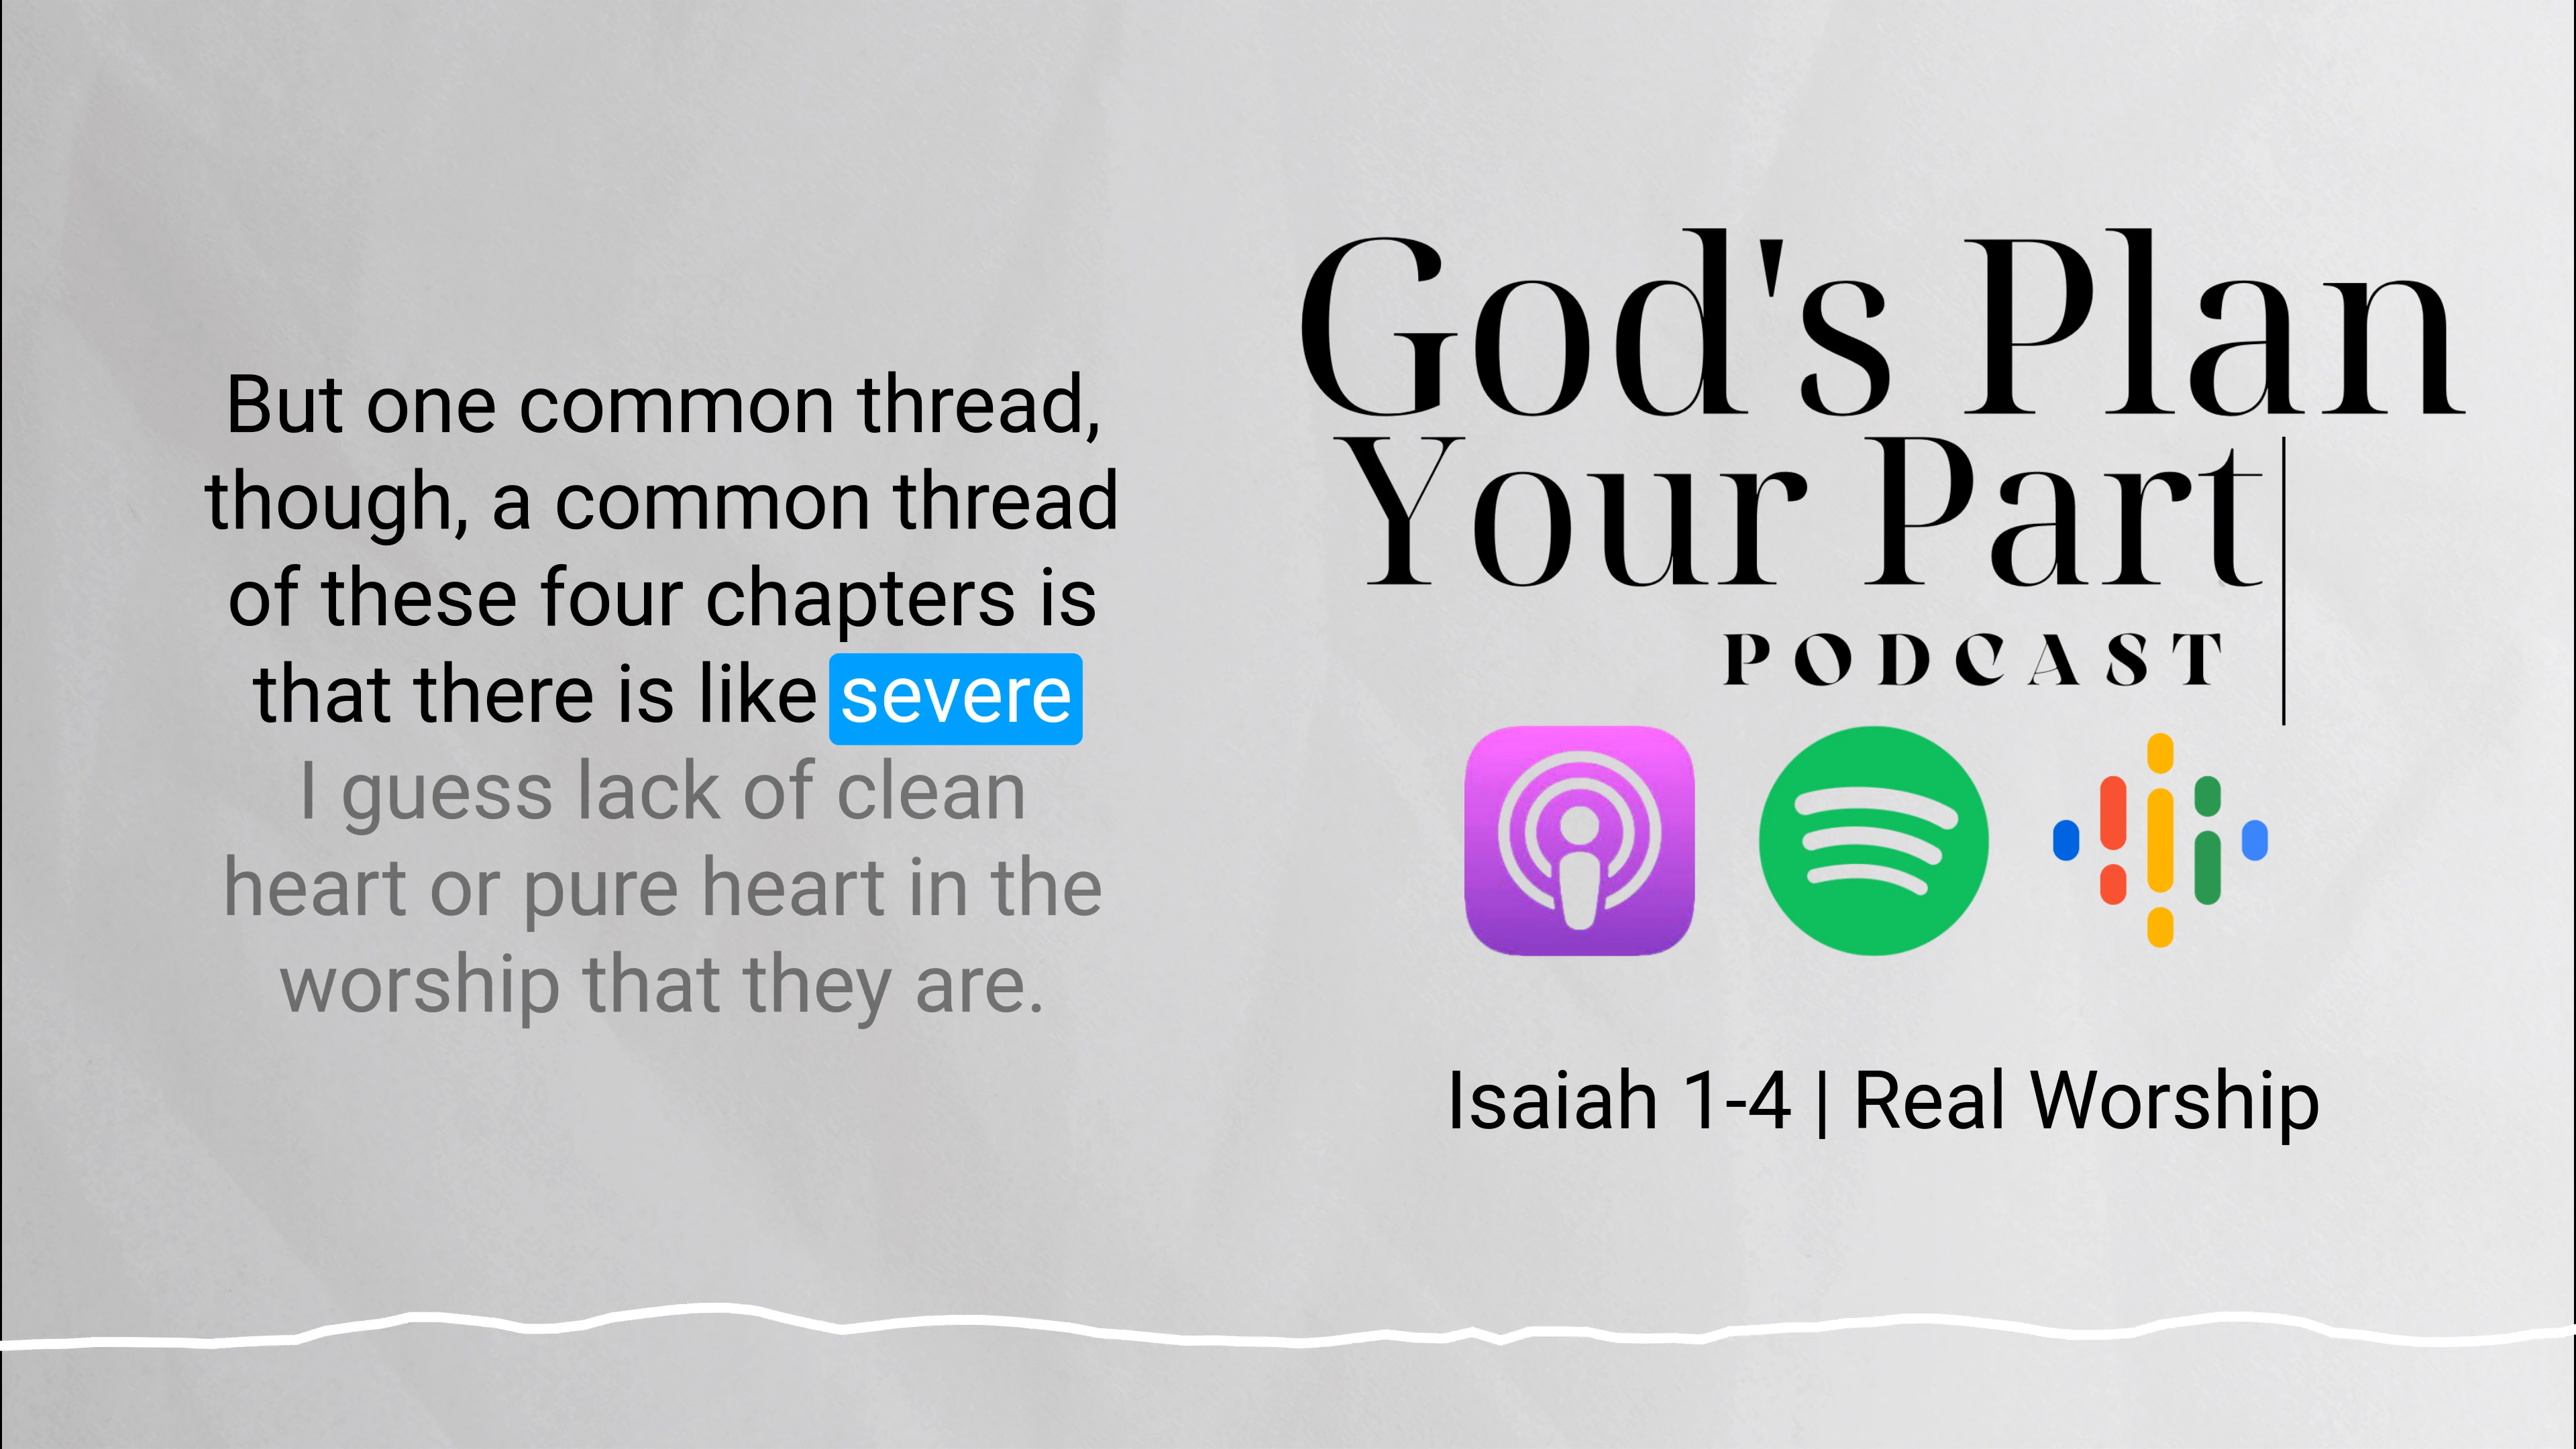 But one common thread,
though, a common thread
of these four chapters is
that there is like severe
I guess lack of clean
heart or pure heart in the
worship that they are.
God's Plan
Your Part
PODCAST
Isaiah 1-4 | Real Worship